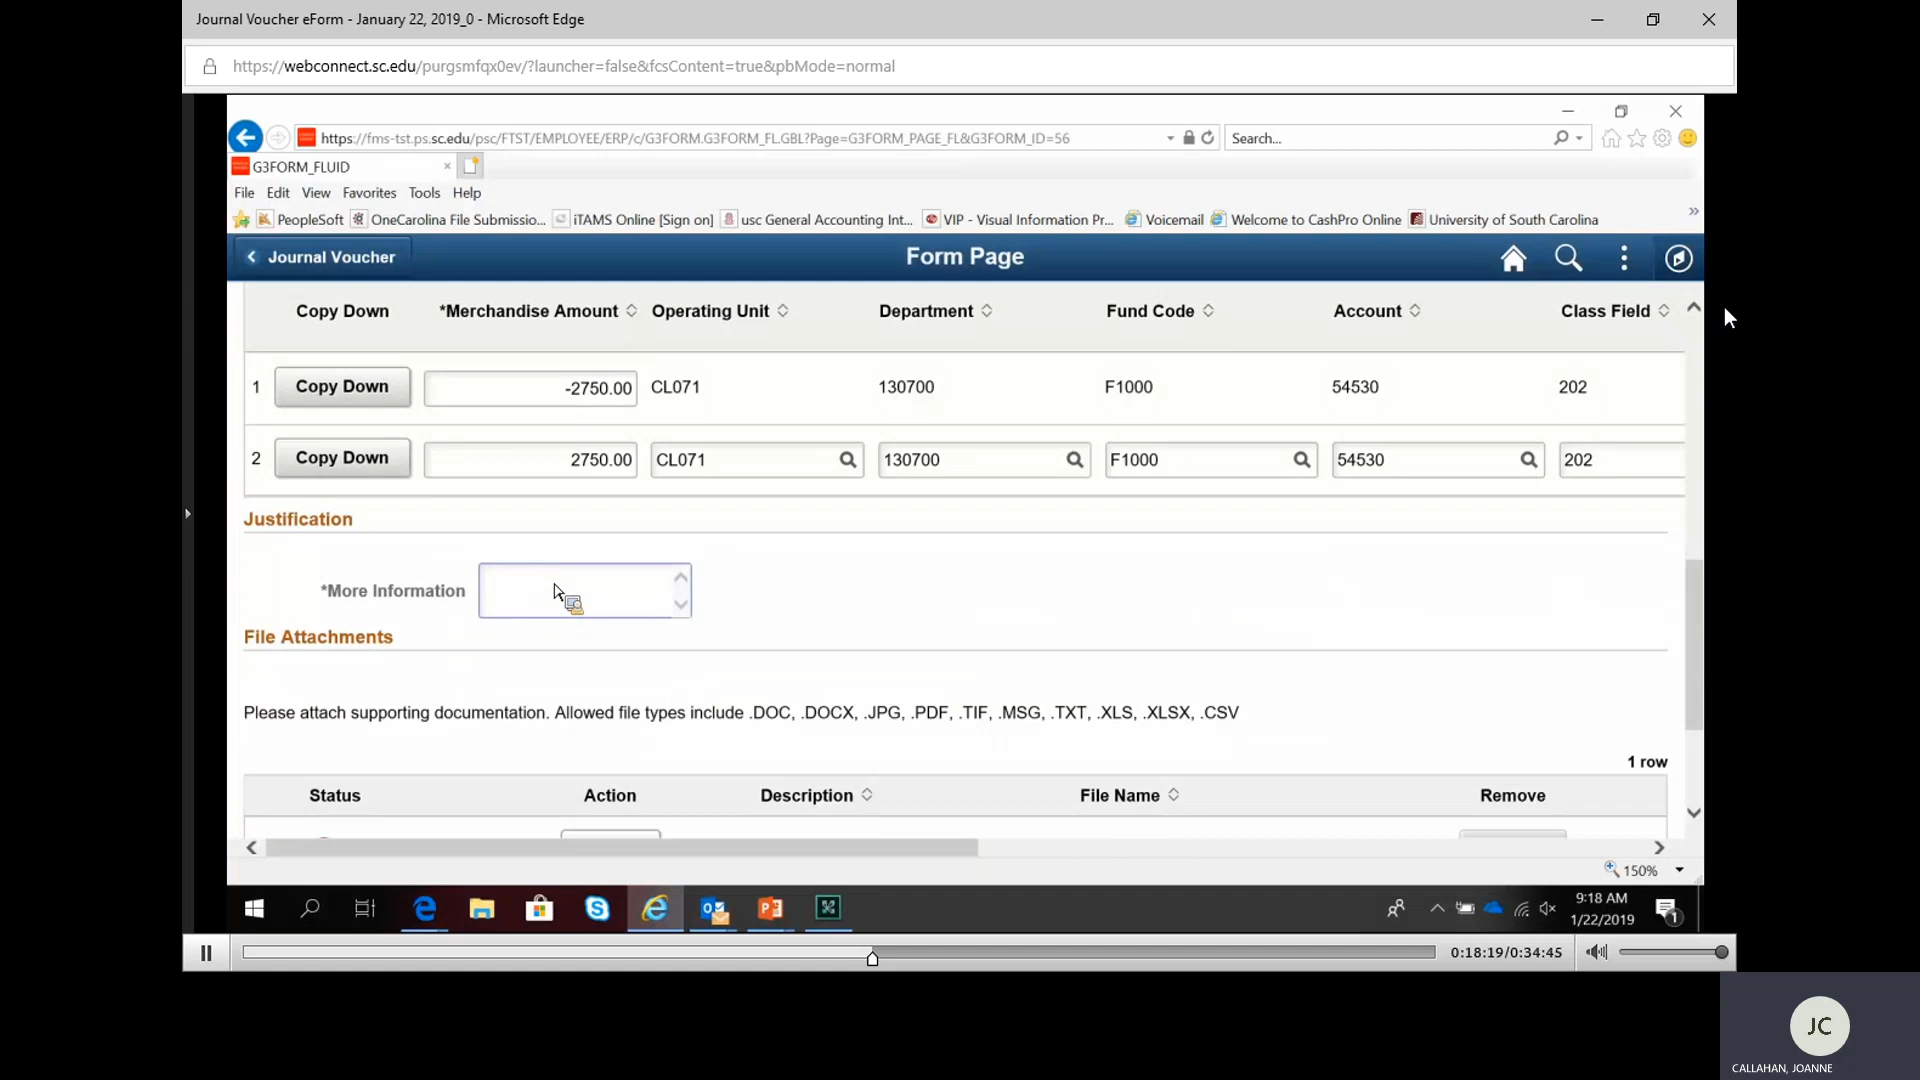 Journal Voucher eForm - January 22, 2019_0 - Microsoft Edge
https://webconnect.sc.edu/purgsmfqx0ev/?launcher=false&fcsContent=true&pbMode=normal
https://fms-tst.ps.sc.edu/psc/FTST/EMPLOYEE/ERP/c/G3FORM.G3FORM_FL.GBL?Page=G3FORM_PAGE_FL&G3FORM_ID=56 Search...
G3FORM_FLUID
File Edit View Favorites Tools Help
PeopleSoft OneCarolina File Submissio... iTAMS Online [Sign on] usc General Accounting Int... VIP - Visual Information Pr... Voicemail Welcome to CashPro Online University of South Carolina
Journal Voucher Form Page
Copy Down *Merchandise Amount Operating Unit Department Fund Code Account Class Field
1 Copy Down -2750.00 CL071 130700 F1000 54530 202
2 Copy Down 2750.00 CL071 130700 F1000 54530 202
Justification
*More Information
File Attachments
Please attach supporting documentation. Allowed file types include .DOC, .DOCX, .JPG, .PDF, .TIF, .MSG, .TXT, .XLS, .XLSX, .CSV
1 row
Status Action Description File Name Remove
150%
9:18 AM
1/22/2019
1
0:18:19/0:34:45
JC
CALLAHAN, JOANNE